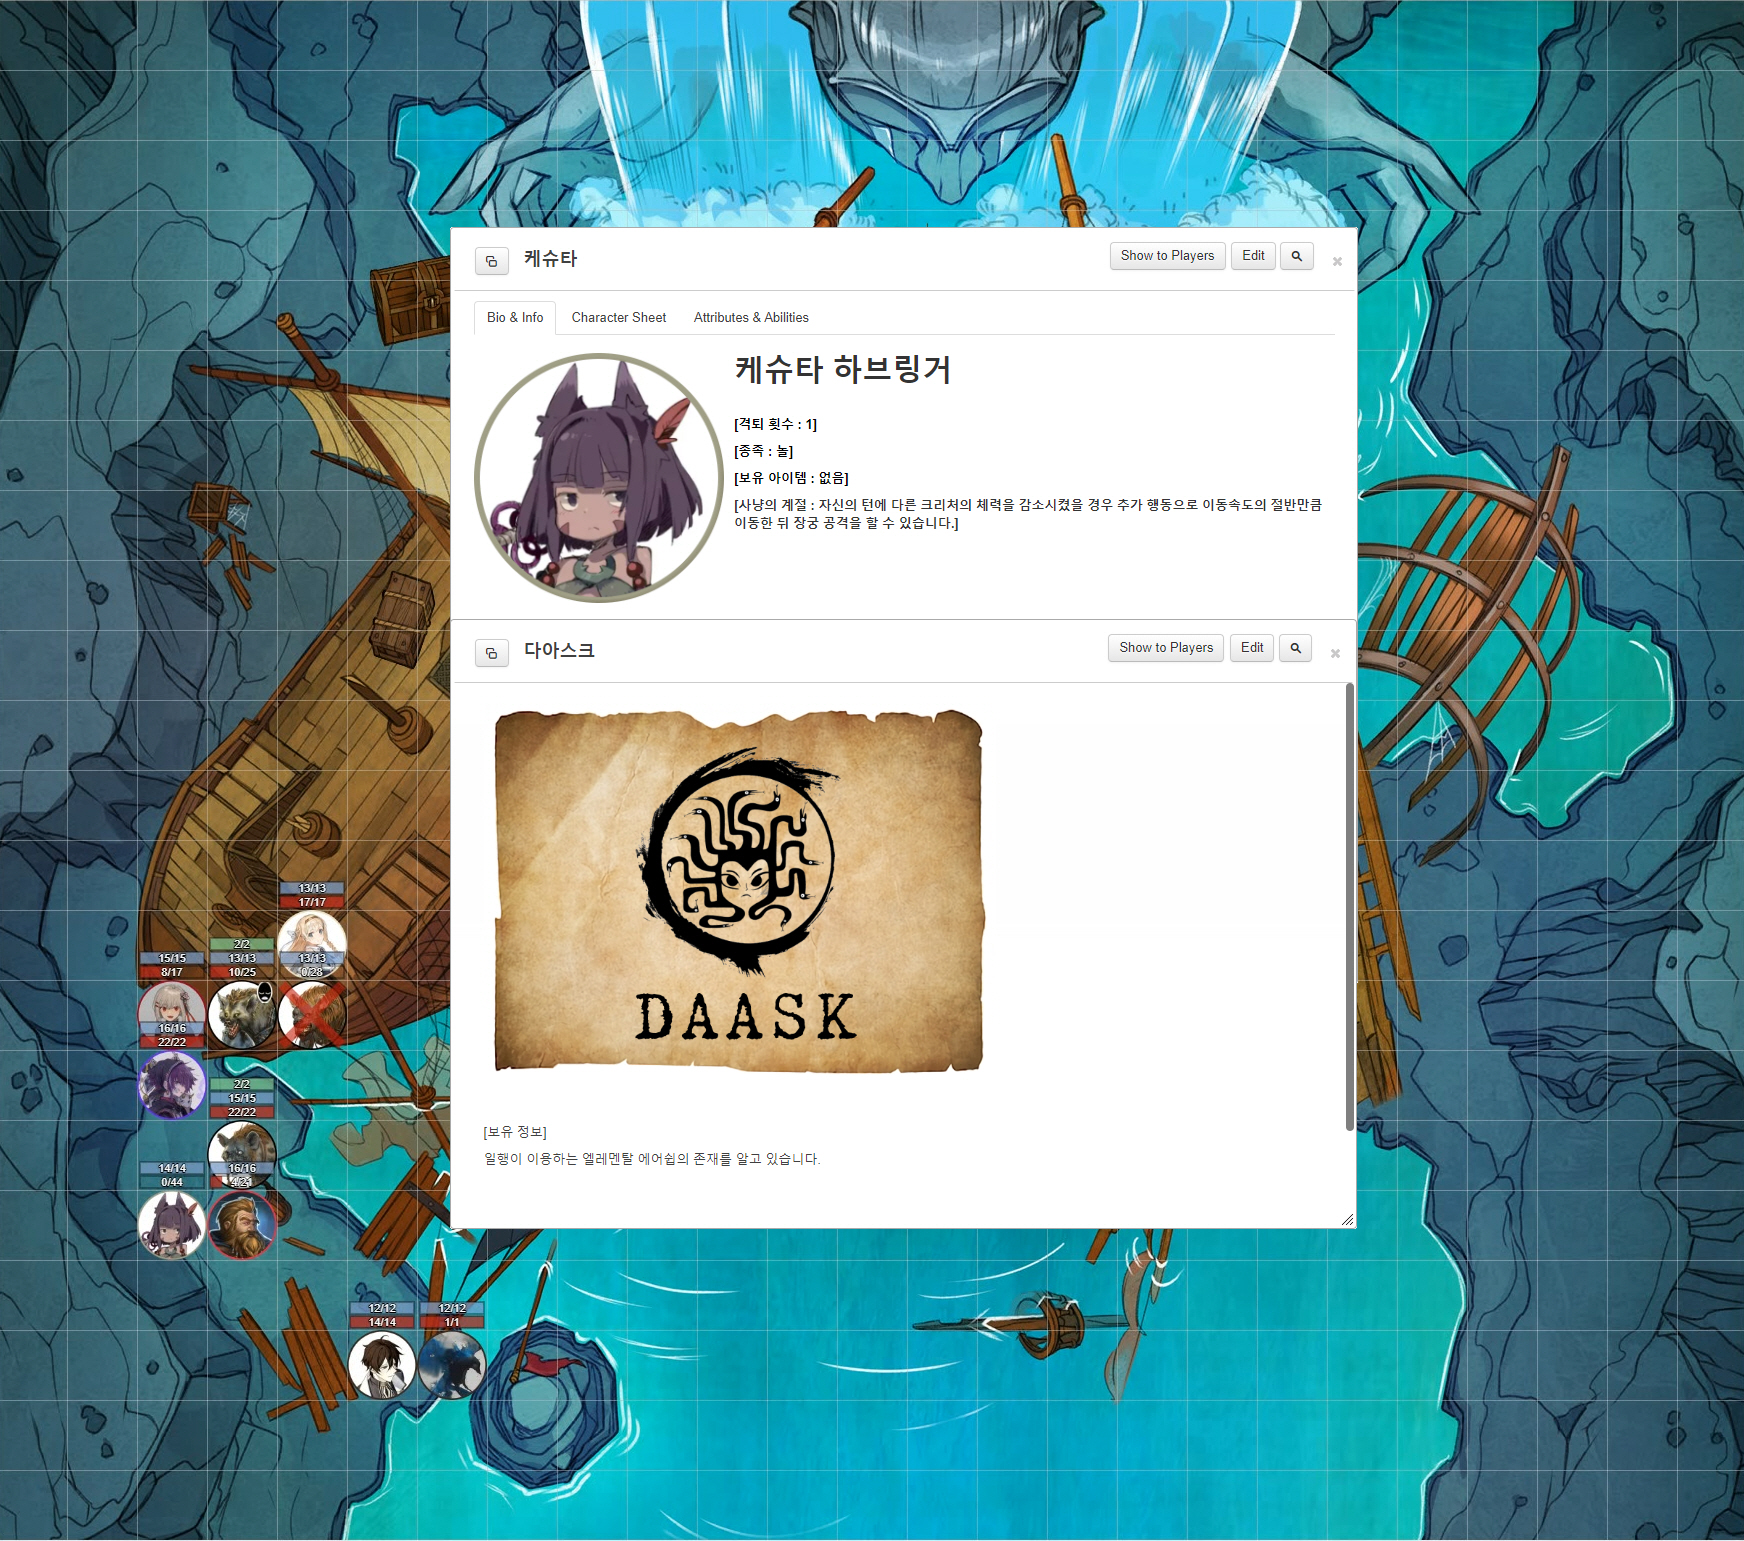 케슈타
Show to Players
Edit
Bio & Info
Character Sheet
Attributes & Abilities
케슈타 하브링거
[격퇴 횟수 : 1]
[종족 : 놀]
[보유 아이템 : 없음]
[사냥의 계절 : 자신의 턴에 다른 크리처의 체력을 감소시켰을 경우 추가 행동으로 이동속도의 절반만큼
이동한 뒤 장궁 공격을 할 수 있습니다.]
다아스크
Show to Players
Edit
DAASK
[보유 정보]
일행이 이용하는 엘레멘탈 에어쉽의 존재를 알고 있습니다.
13/13
17/17
2/2
15/15
13/13
13/13
8/17
10/25
0/28
16/16
22/22
2/2
15/15
22/22
14/14
16/16
0/44
4/21
12/12
12/12
14/14
1/1